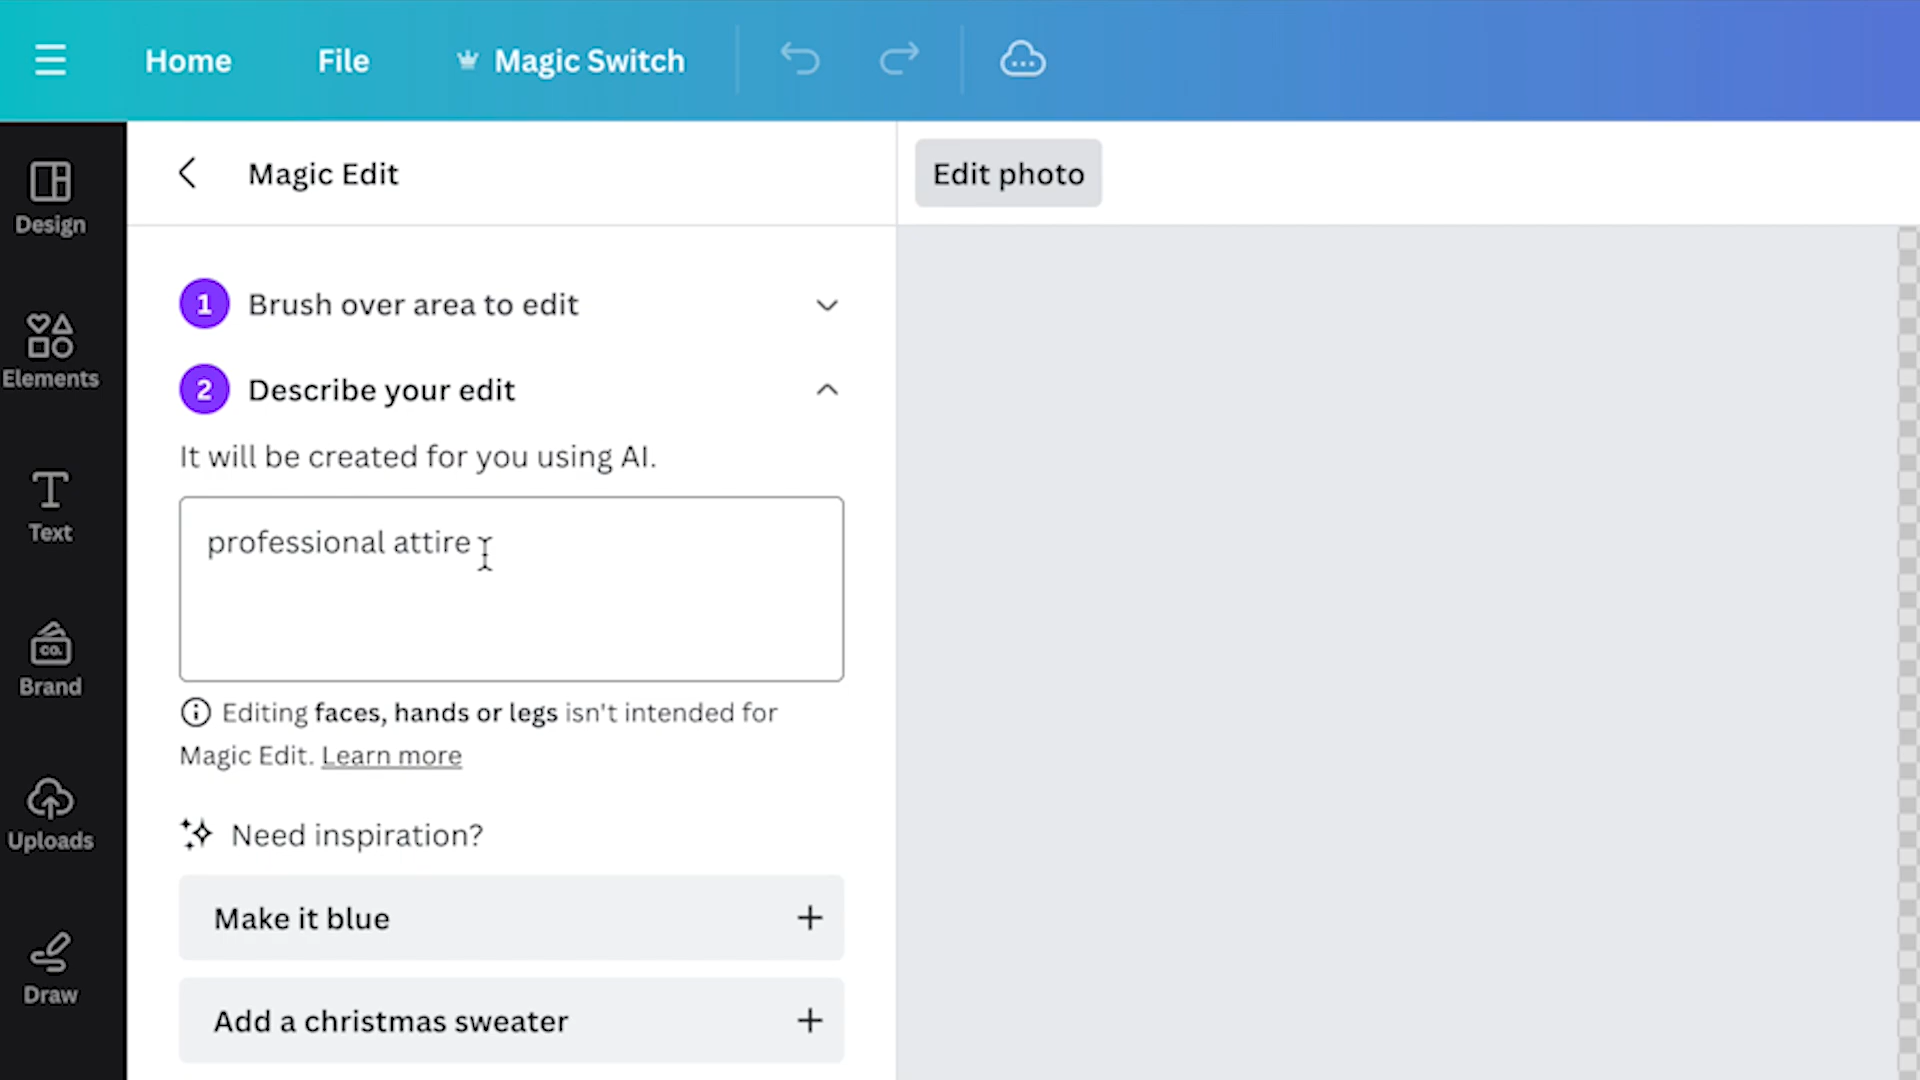 Home File Magic Switch
Design
Elements
Text
Brand
CO.
Uploads
Draw
Magic Edit
Edit photo
1 Brush over area to edit
2 Describe your edit
It will be created for you using AI.
professional attire
Editing faces, hands or legs isn't intended for
Magic Edit. Learn more
Need inspiration?
Make it blue
Add a christmas sweater